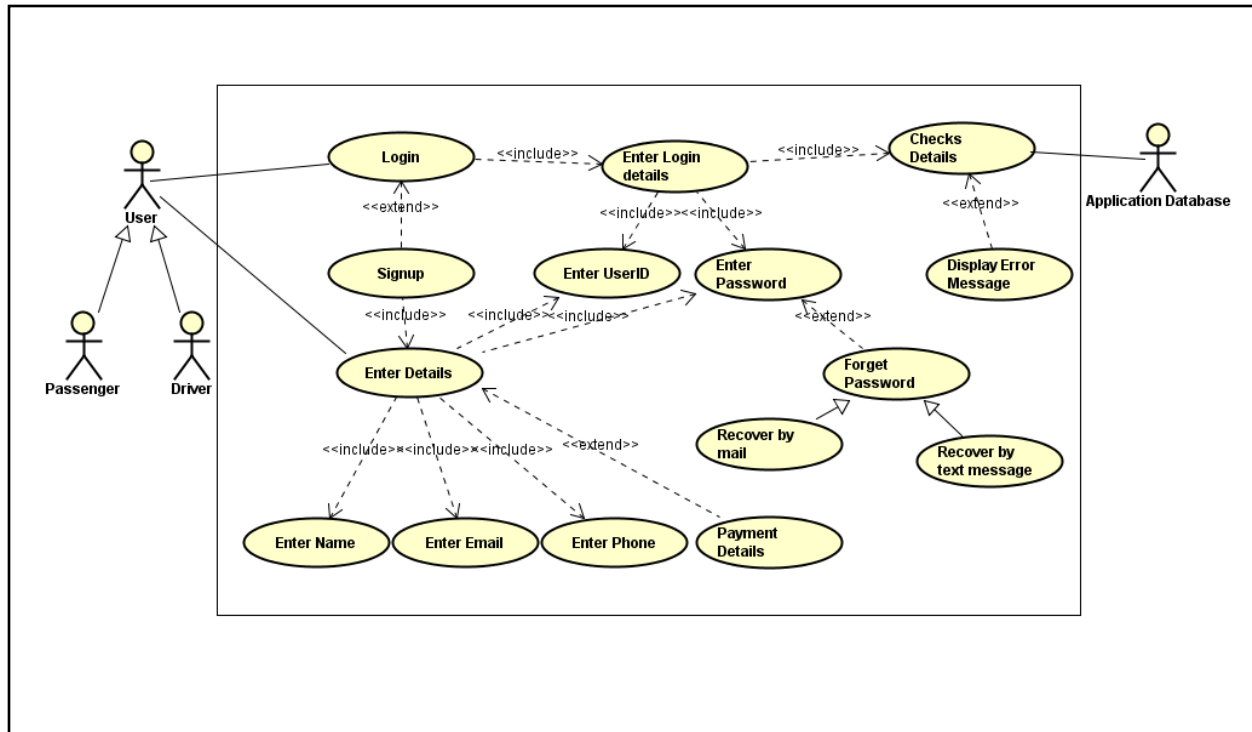 Login
<<include>>
Enter Login
details
<<include>>
Checks
Details
User
Application Database
<<extend>>
<<include>>
<<include>>
<<extend>>
Signup
Enter UserID
Enter
Password
Display Error
Message
<<include>>
<<include>>
<<include>>
<<extend>>
Passenger
Driver
Enter Details
Forget
Password
<<include>>
<<include>>
<<include>>
<<extend>>
Recover by
mail
Recover by
text message
Enter Name
Enter Email
Enter Phone
Payment
Details